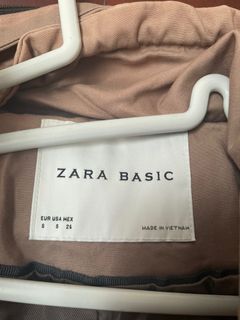 ZARA BASIC
EUR USA MEX
S S 26
MADE IN VIETNAM